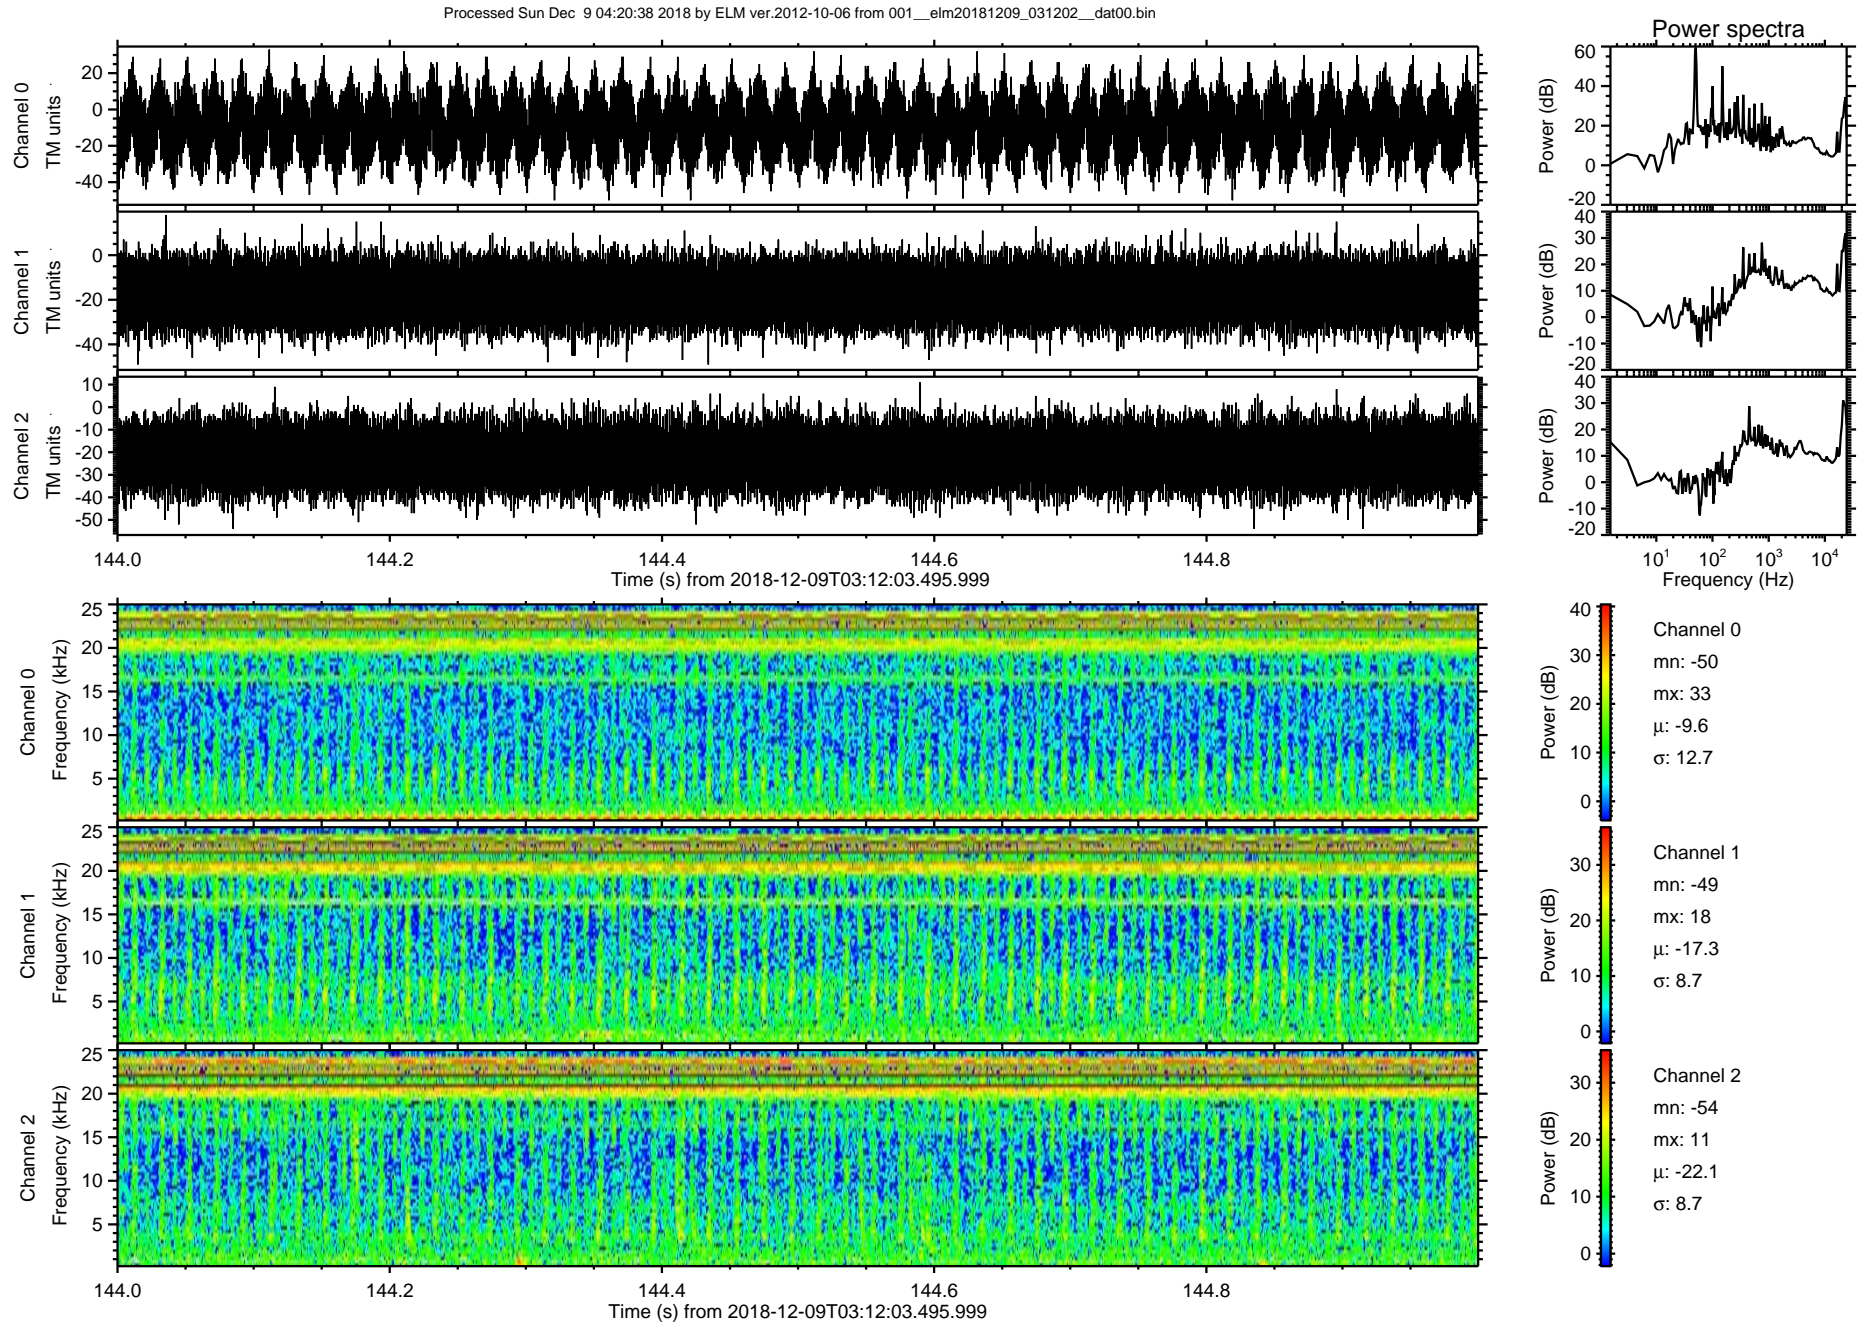 Processed Sun Dec  9 04:20:38 2018 by ELM ver.2012-10-06 from 001__elm20181209_031202__dat00.bin
Power spectra
Channel 0
TM units
20
0
-20
-40
Power (dB)
60
40
20
0
-20
Channel 1
TM units
0
-20
-40
Power (dB)
40
30
20
10
0
-10
-20
Channel 2
TM units
10
0
-10
-20
-30
-40
-50
Power (dB)
40
30
20
10
0
-10
-20
144.0 144.2 144.4 144.6 144.8
Time (s) from 2018-12-09T03:12:03.495.999
10¹ 10² 10³ 10⁴
Frequency (Hz)
Channel 0
Frequency (kHz)
25
20
15
10
5
Power (dB)
40
30
20
10
0
Channel 0
mn: -50
mx: 33
μ: -9.6
σ: 12.7
Channel 1
Frequency (kHz)
25
20
15
10
5
Power (dB)
30
20
10
0
Channel 1
mn: -49
mx: 18
μ: -17.3
σ: 8.7
Channel 2
Frequency (kHz)
25
20
15
10
5
Power (dB)
30
20
10
0
Channel 2
mn: -54
mx: 11
μ: -22.1
σ: 8.7
144.0 144.2 144.4 144.6 144.8
Time (s) from 2018-12-09T03:12:03.495.999